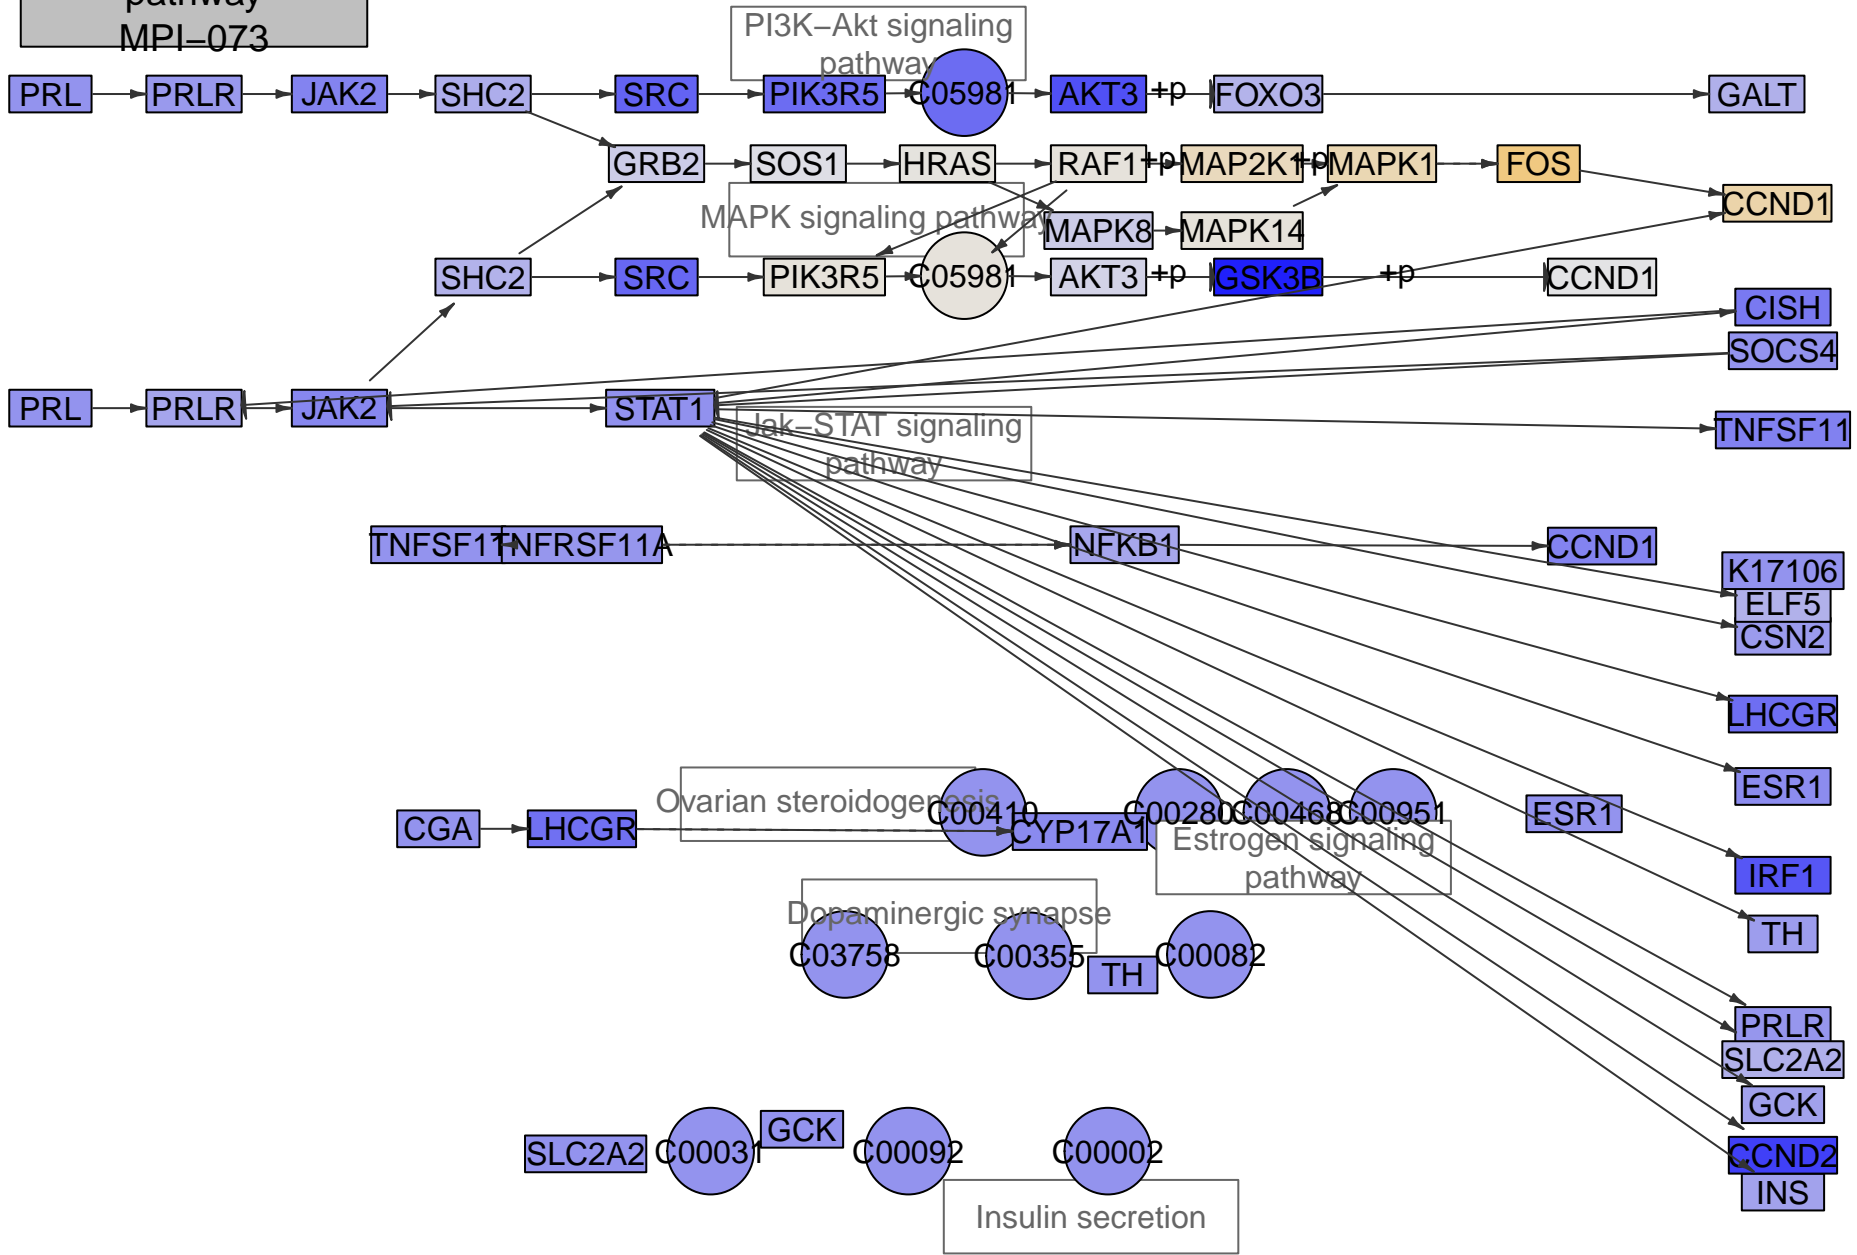 pathway
MPI−073
PI3K−Akt signaling
pathway
PRL
PRLR
JAK2
SHC2
SRC
PIK3R5
C05981
AKT3
+p
FOXO3
GALT
GRB2
SOS1
HRAS
RAF1
+p
MAP2K1
+p
MAPK1
FOS
CCND1
MAPK signaling pathway
MAPK8
MAPK14
SHC2
SRC
PIK3R5
C05981
AKT3
+p
GSK3B
+p
CCND1
CISH
SOCS4
PRL
PRLR
JAK2
STAT1
Jak−STAT signaling
pathway
TNFSF11
TNFSF11
TNFRSF11A
NFKB1
CCND1
K17106
ELF5
CSN2
LHCGR
ESR1
Ovarian steroidogenesis
C00410
C00280
C00468
C00951
ESR1
CGA
LHCGR
CYP17A1
Estrogen signaling
pathway
IRF1
Dopaminergic synapse
TH
C03758
C00355
TH
C00082
PRLR
SLC2A2
GCK
SLC2A2
C00031
GCK
C00092
C00002
CCND2
INS
Insulin secretion